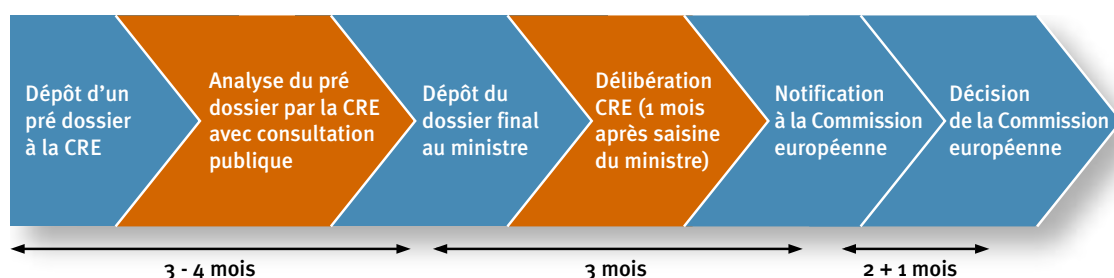 Dépôt d'un
pré dossier
à la CRE
Analyse du pré
dossier par la CRE
avec consultation
publique
Dépôt du
dossier final
au ministre
Délibération
CRE (1 mois
après saisine
du ministre)
Notification
à la Commission
européenne
Décision
de la Commission
européenne
3 - 4 mois
3 mois
2 + 1 mois